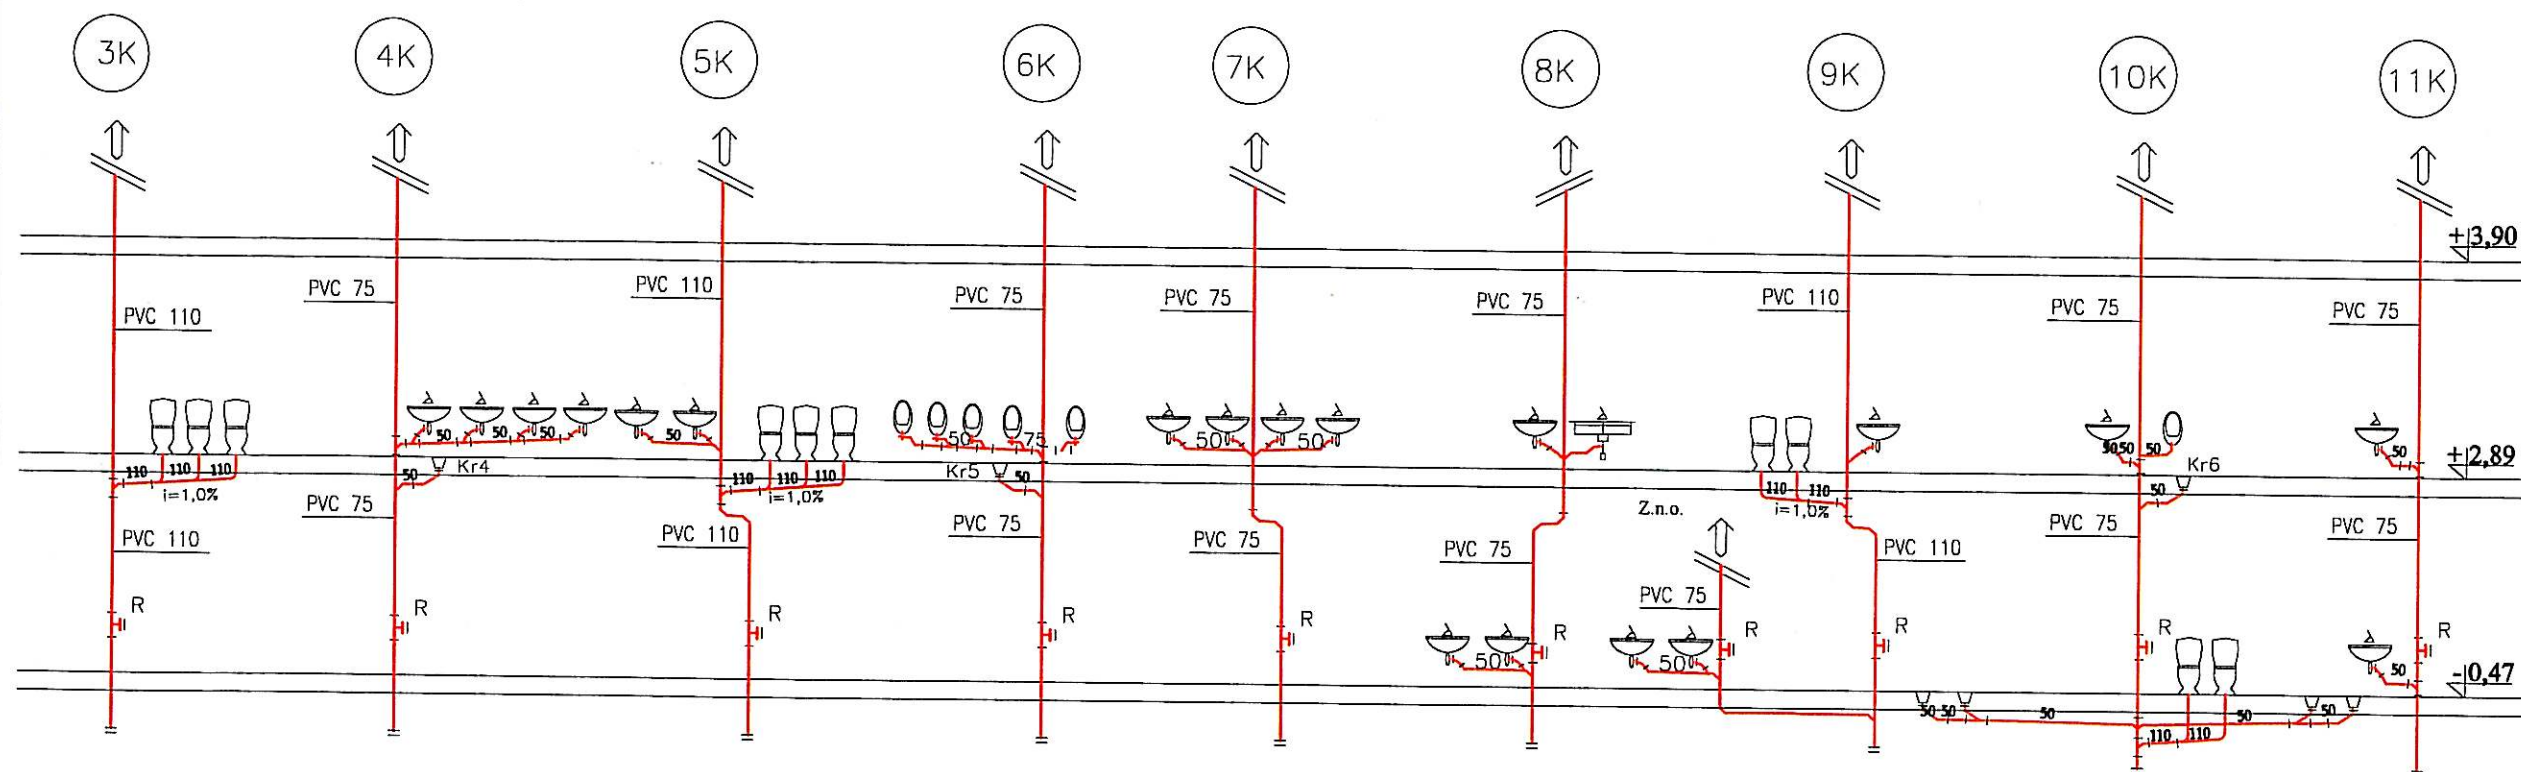 3K 4K 5K 6K 7K 8K 9K 10K 11K
+3,90
PVC 110 PVC 75 PVC 110 PVC 75 PVC 75 PVC 75 PVC 110 PVC 75 PVC 75
50 50 50 50 50 75 50 50 50 50 50 50
+2,89
110 110 110 50 Kr4 110 110 110 Kr5 50 110 110 50 Kr6
i=1,0% i=1,0% i=1,0%
Z.n.o.
PVC 110 PVC 75 PVC 110 PVC 75 PVC 75 PVC 75 PVC 110 PVC 75 PVC 75
PVC 75
R R R R R R R R R R
50 50 50
-0,47
50 50 50 50 50
110 110